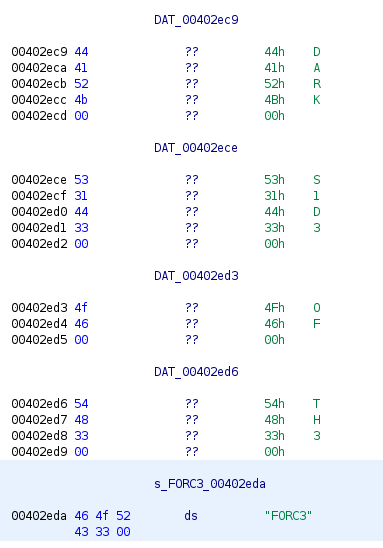 DAT_00402ec9
00402ec9 44 ?? 44h D
00402eca 41 ?? 41h A
00402ecb 52 ?? 52h R
00402ecc 4b ?? 4Bh K
00402ecd 00 ?? 00h
DAT_00402ece
00402ece 53 ?? 53h S
00402ecf 31 ?? 31h 1
00402ed0 44 ?? 44h D
00402ed1 33 ?? 33h 3
00402ed2 00 ?? 00h
DAT_00402ed3
00402ed3 4f ?? 4Fh O
00402ed4 46 ?? 46h F
00402ed5 00 ?? 00h
DAT_00402ed6
00402ed6 54 ?? 54h T
00402ed7 48 ?? 48h H
00402ed8 33 ?? 33h 3
00402ed9 00 ?? 00h
s_FORC3_00402eda
00402eda 46 4f 52 ds "FORC3"
43 33 00